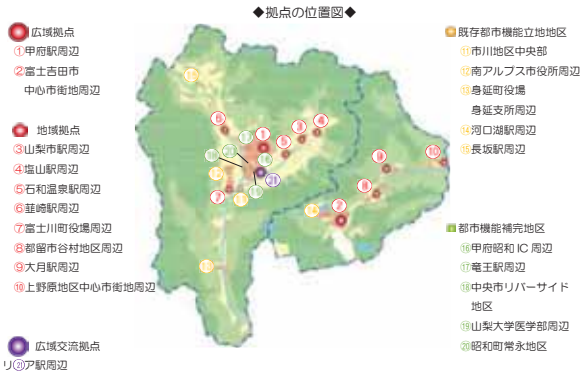 ◆拠点の位置図◆
広域拠点
①甲府駅周辺
②富士吉田市
中心市街地周辺
地域拠点
③山梨市駅周辺
④塩山駅周辺
⑤石和温泉駅周辺
⑥韮崎駅周辺
⑦富士川町役場周辺
⑧都留市谷村地区周辺
⑨大月駅周辺
⑩上野原地区中心市街地周辺
広域交流拠点
リ㉑ア駅周辺
既存都市機能立地地区
⑪市川地区中央部
⑫南アルプス市役所周辺
⑬身延町役場
身延支所周辺
⑭河口湖駅周辺
⑮長坂駅周辺
都市機能補完地区
⑯甲府昭和IC周辺
⑰竜王駅周辺
⑱中央市リバーサイド
地区
⑲山梨大学医学部周辺
⑳昭和町常永地区
⑥
①
③
④
⑤
㉑
⑦
⑩
⑨
⑧
②
⑭